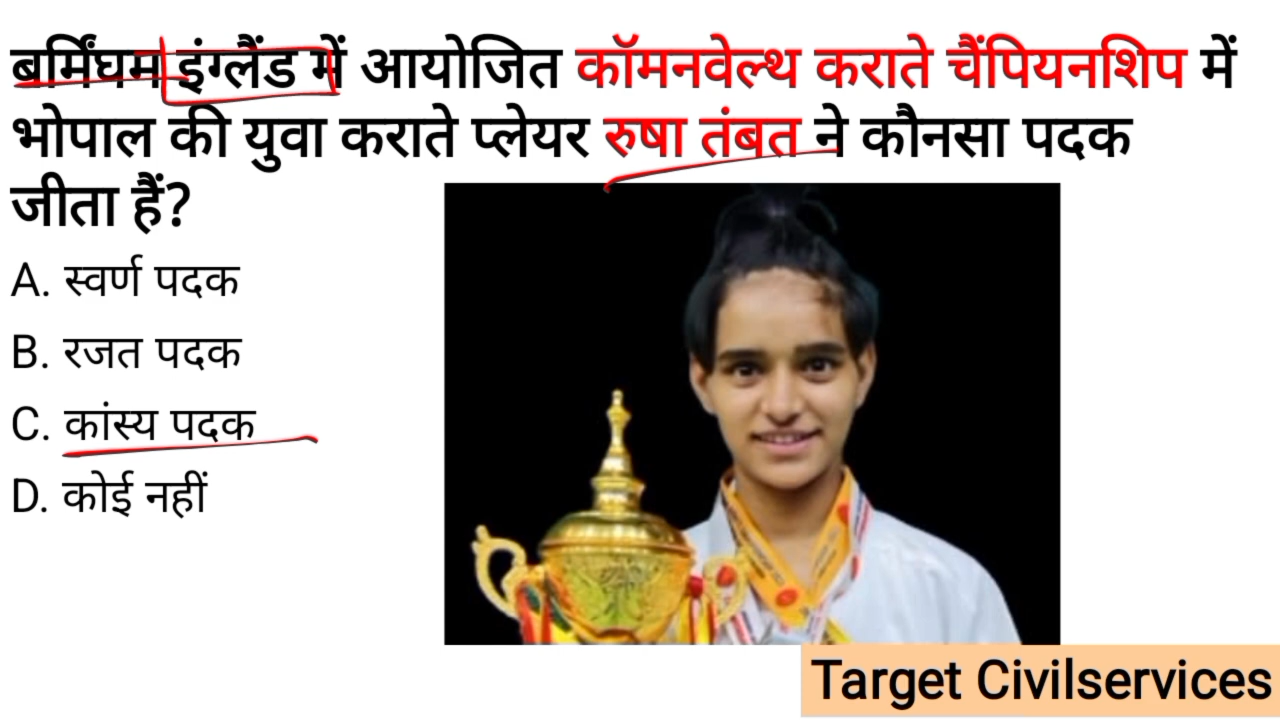 बर्मिंघम इंग्लैंड में आयोजित कॉमनवेल्थ कराते चैंपियनशिप में
भोपाल की युवा कराते प्लेयर रुषा तंबत ने कौनसा पदक
जीता हैं?
A. स्वर्ण पदक
B. रजत पदक
C. कांस्य पदक
D. कोई नहीं
Target Civilservices